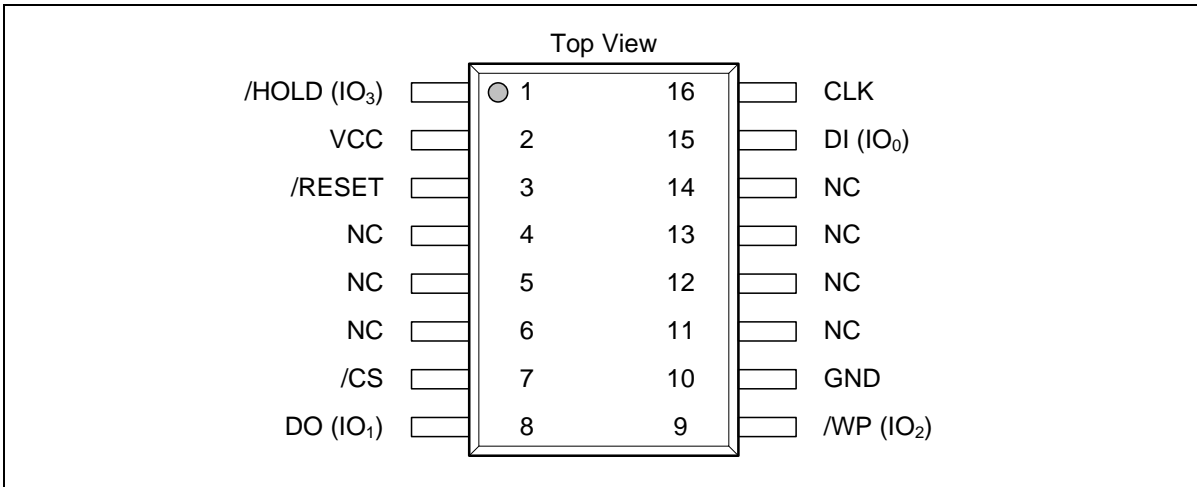 Top View
/HOLD (IO₃) 1 16 CLK
VCC 2 15 DI (IO₀)
/RESET 3 14 NC
NC 4 13 NC
NC 5 12 NC
NC 6 11 NC
/CS 7 10 GND
DO (IO₁) 8 9 /WP (IO₂)